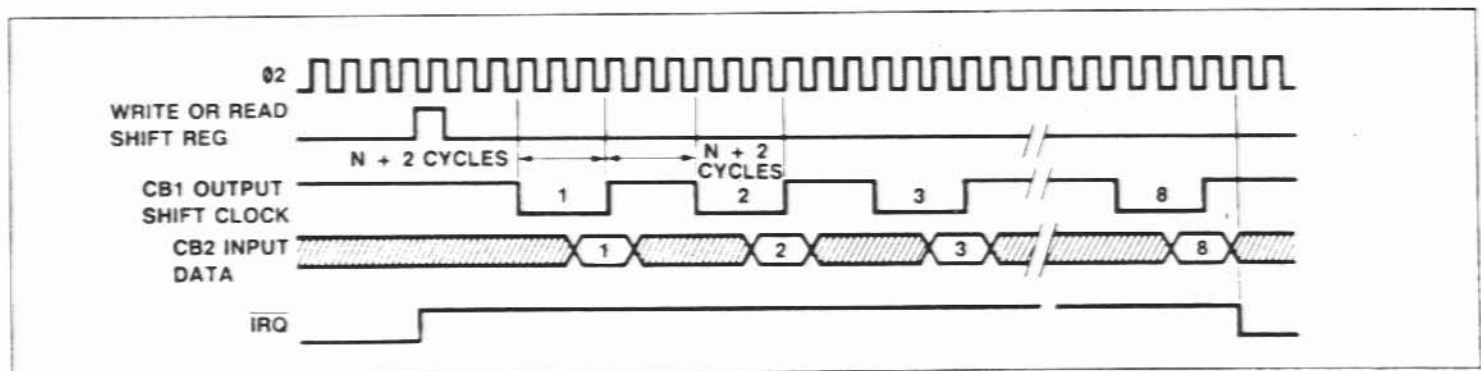 Ø2
WRITE OR READ
SHIFT REG
N + 2 CYCLES
N + 2
CYCLES
CB1 OUTPUT
SHIFT CLOCK
1
2
3
8
CB2 INPUT
DATA
1
2
3
8
IRQ